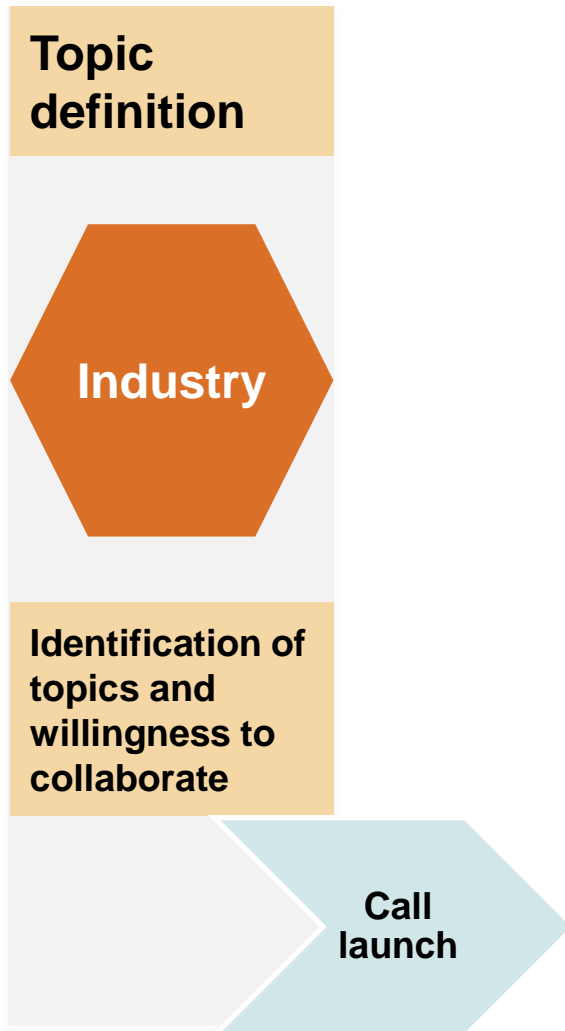 Topic
definition
Industry
Identification of
topics and
willingness to
collaborate
Call
launch